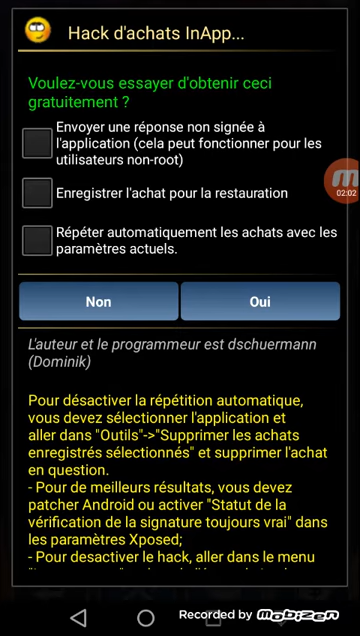 Hack d'achats InApp...
Voulez-vous essayer d'obtenir ceci
gratuitement ?
Envoyer une réponse non signée à
l'application (cela peut fonctionner pour les
utilisateurs non-root)
Enregistrer l'achat pour la restauration
Répéter automatiquement les achats avec les
paramètres actuels.
02:02
Non
Oui
L'auteur et le programmeur est dschuermann
(Dominik)
Pour désactiver la répétition automatique,
vous devez sélectionner l'application et
aller dans "Outils"->"Supprimer les achats
enregistrés sélectionnés" et supprimer l'achat
en question.
- Pour de meilleurs résultats, vous devez
patcher Android ou activer "Statut de la
vérification de la signature toujours vrai" dans
les paramètres Xposed;
- Pour desactiver le hack, aller dans le menu
Recorded by mobizen